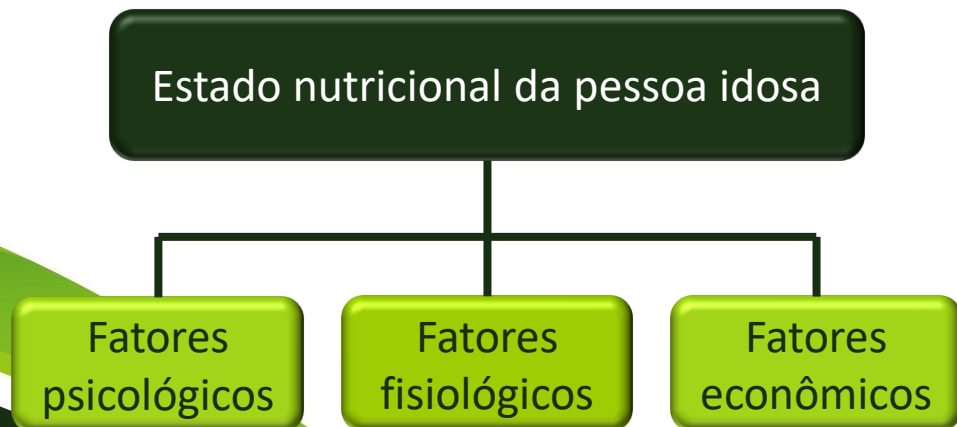 Estado nutricional da pessoa idosa
Fatores
psicológicos
Fatores
fisiológicos
Fatores
econômicos